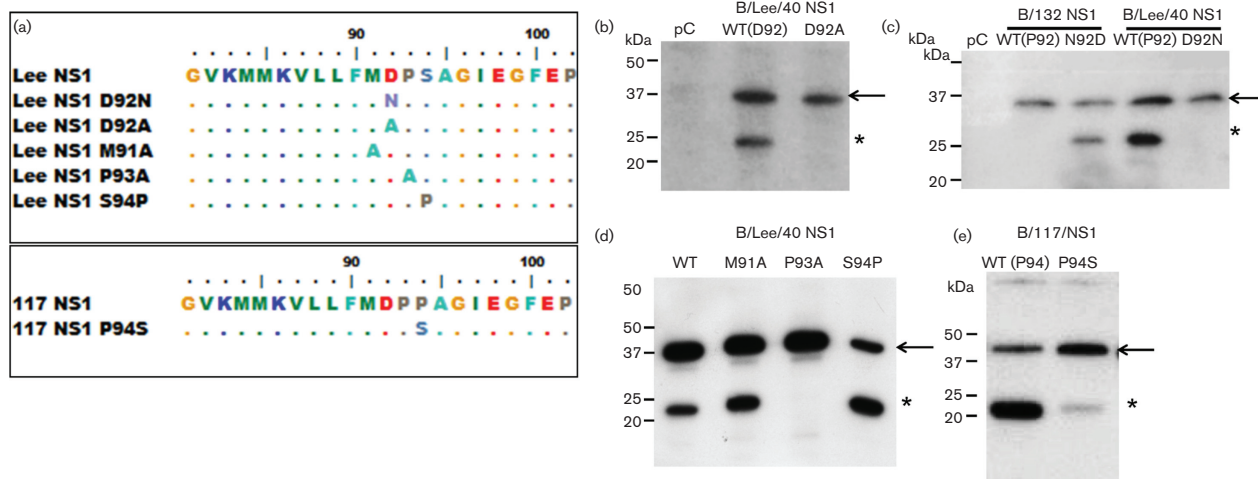 (a)
90 100
Lee NS1 GVKMMKVLLFMDPSAGIEGFEP
Lee NS1 D92N N
Lee NS1 D92A A
Lee NS1 M91A A
Lee NS1 P93A A
Lee NS1 S94P P
90 100
117 NS1 GVKMMKVLLFMDPPAGIEGFEP
117 NS1 P94S S
(b)
B/Lee/40 NS1
kDa pC WT(D92) D92A
50
37
25 *
20
(c)
B/132 NS1 B/Lee/40 NS1
kDa kDa pC WT(P92) N92D WT(P92) D92N
37
25 *
20
(d)
B/Lee/40 NS1
WT M91A P93A S94P
50
50
37
25 *
20
(e)
B/117/NS1
WT (P94) P94S
kDa
50
37
25 *
20